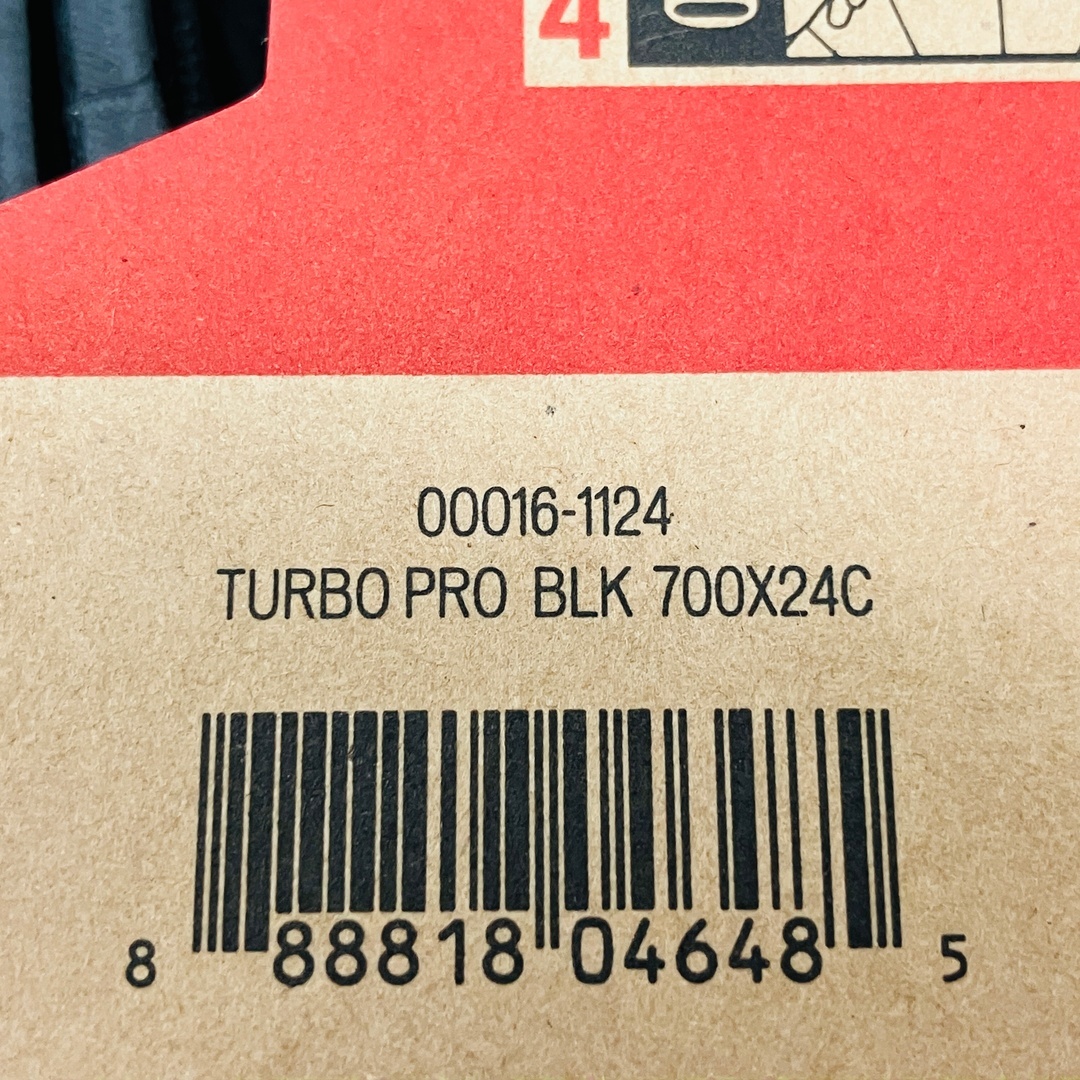 4
00016-1124
TURBO PRO BLK 700X24C
8 88818 04648 5